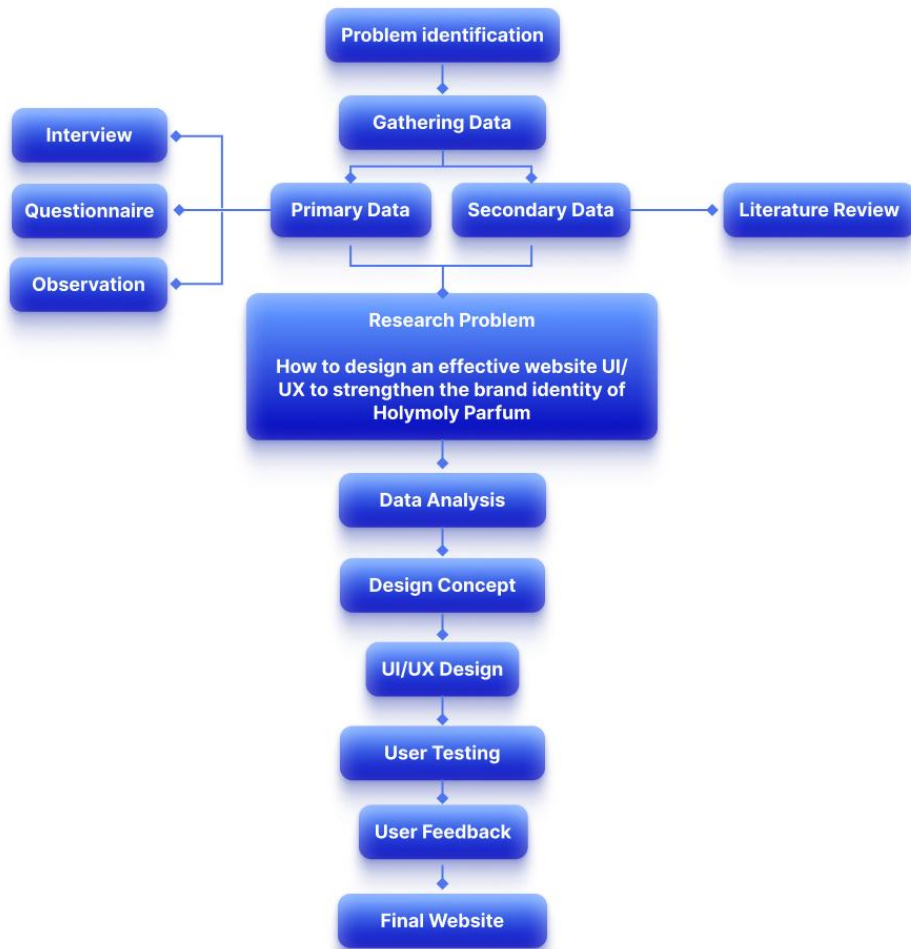 Problem identification
Gathering Data
Interview
Questionnaire
Observation
Primary Data
Secondary Data
Literature Review
Research Problem
How to design an effective website UI/
UX to strengthen the brand identity of
Holymoly Parfum
Data Analysis
Design Concept
UI/UX Design
User Testing
User Feedback
Final Website